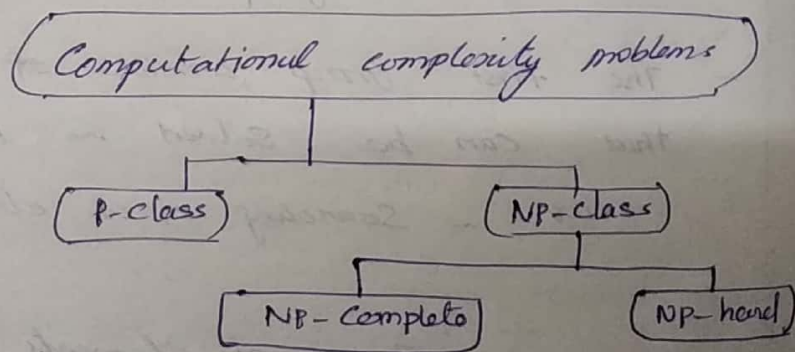 Computational complexity problems
P-class
NP-class
NP-Complete
NP-hard